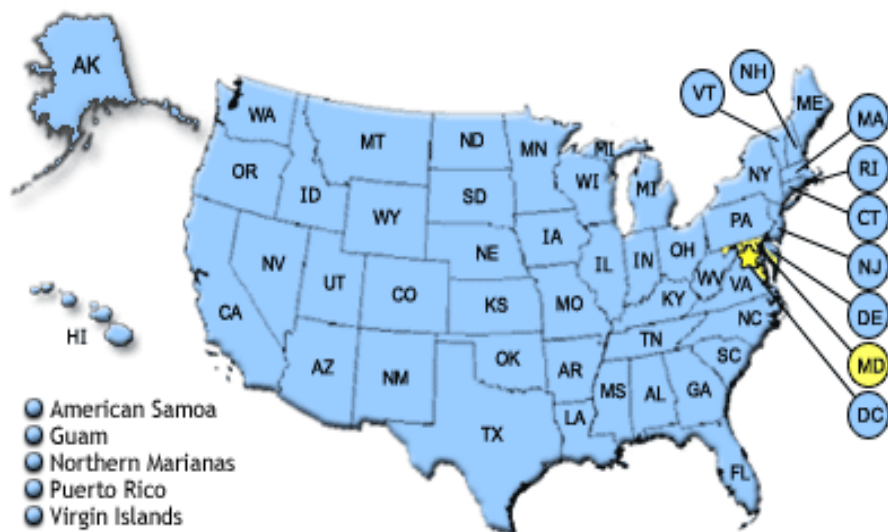 AK
WA
MT
ND
MN
MI
ME
VT
NH
MA
OR
ID
SD
WI
MI
NY
RI
WY
CT
NV
UT
NE
IA
IL
IN
OH
PA
NJ
CA
CO
KS
MO
KY
WV
VA
DE
AZ
NM
OK
AR
TN
NC
MD
TX
LA
MS
AL
GA
SC
DC
FL
HI
American Samoa
Guam
Northern Marianas
Puerto Rico
Virgin Islands